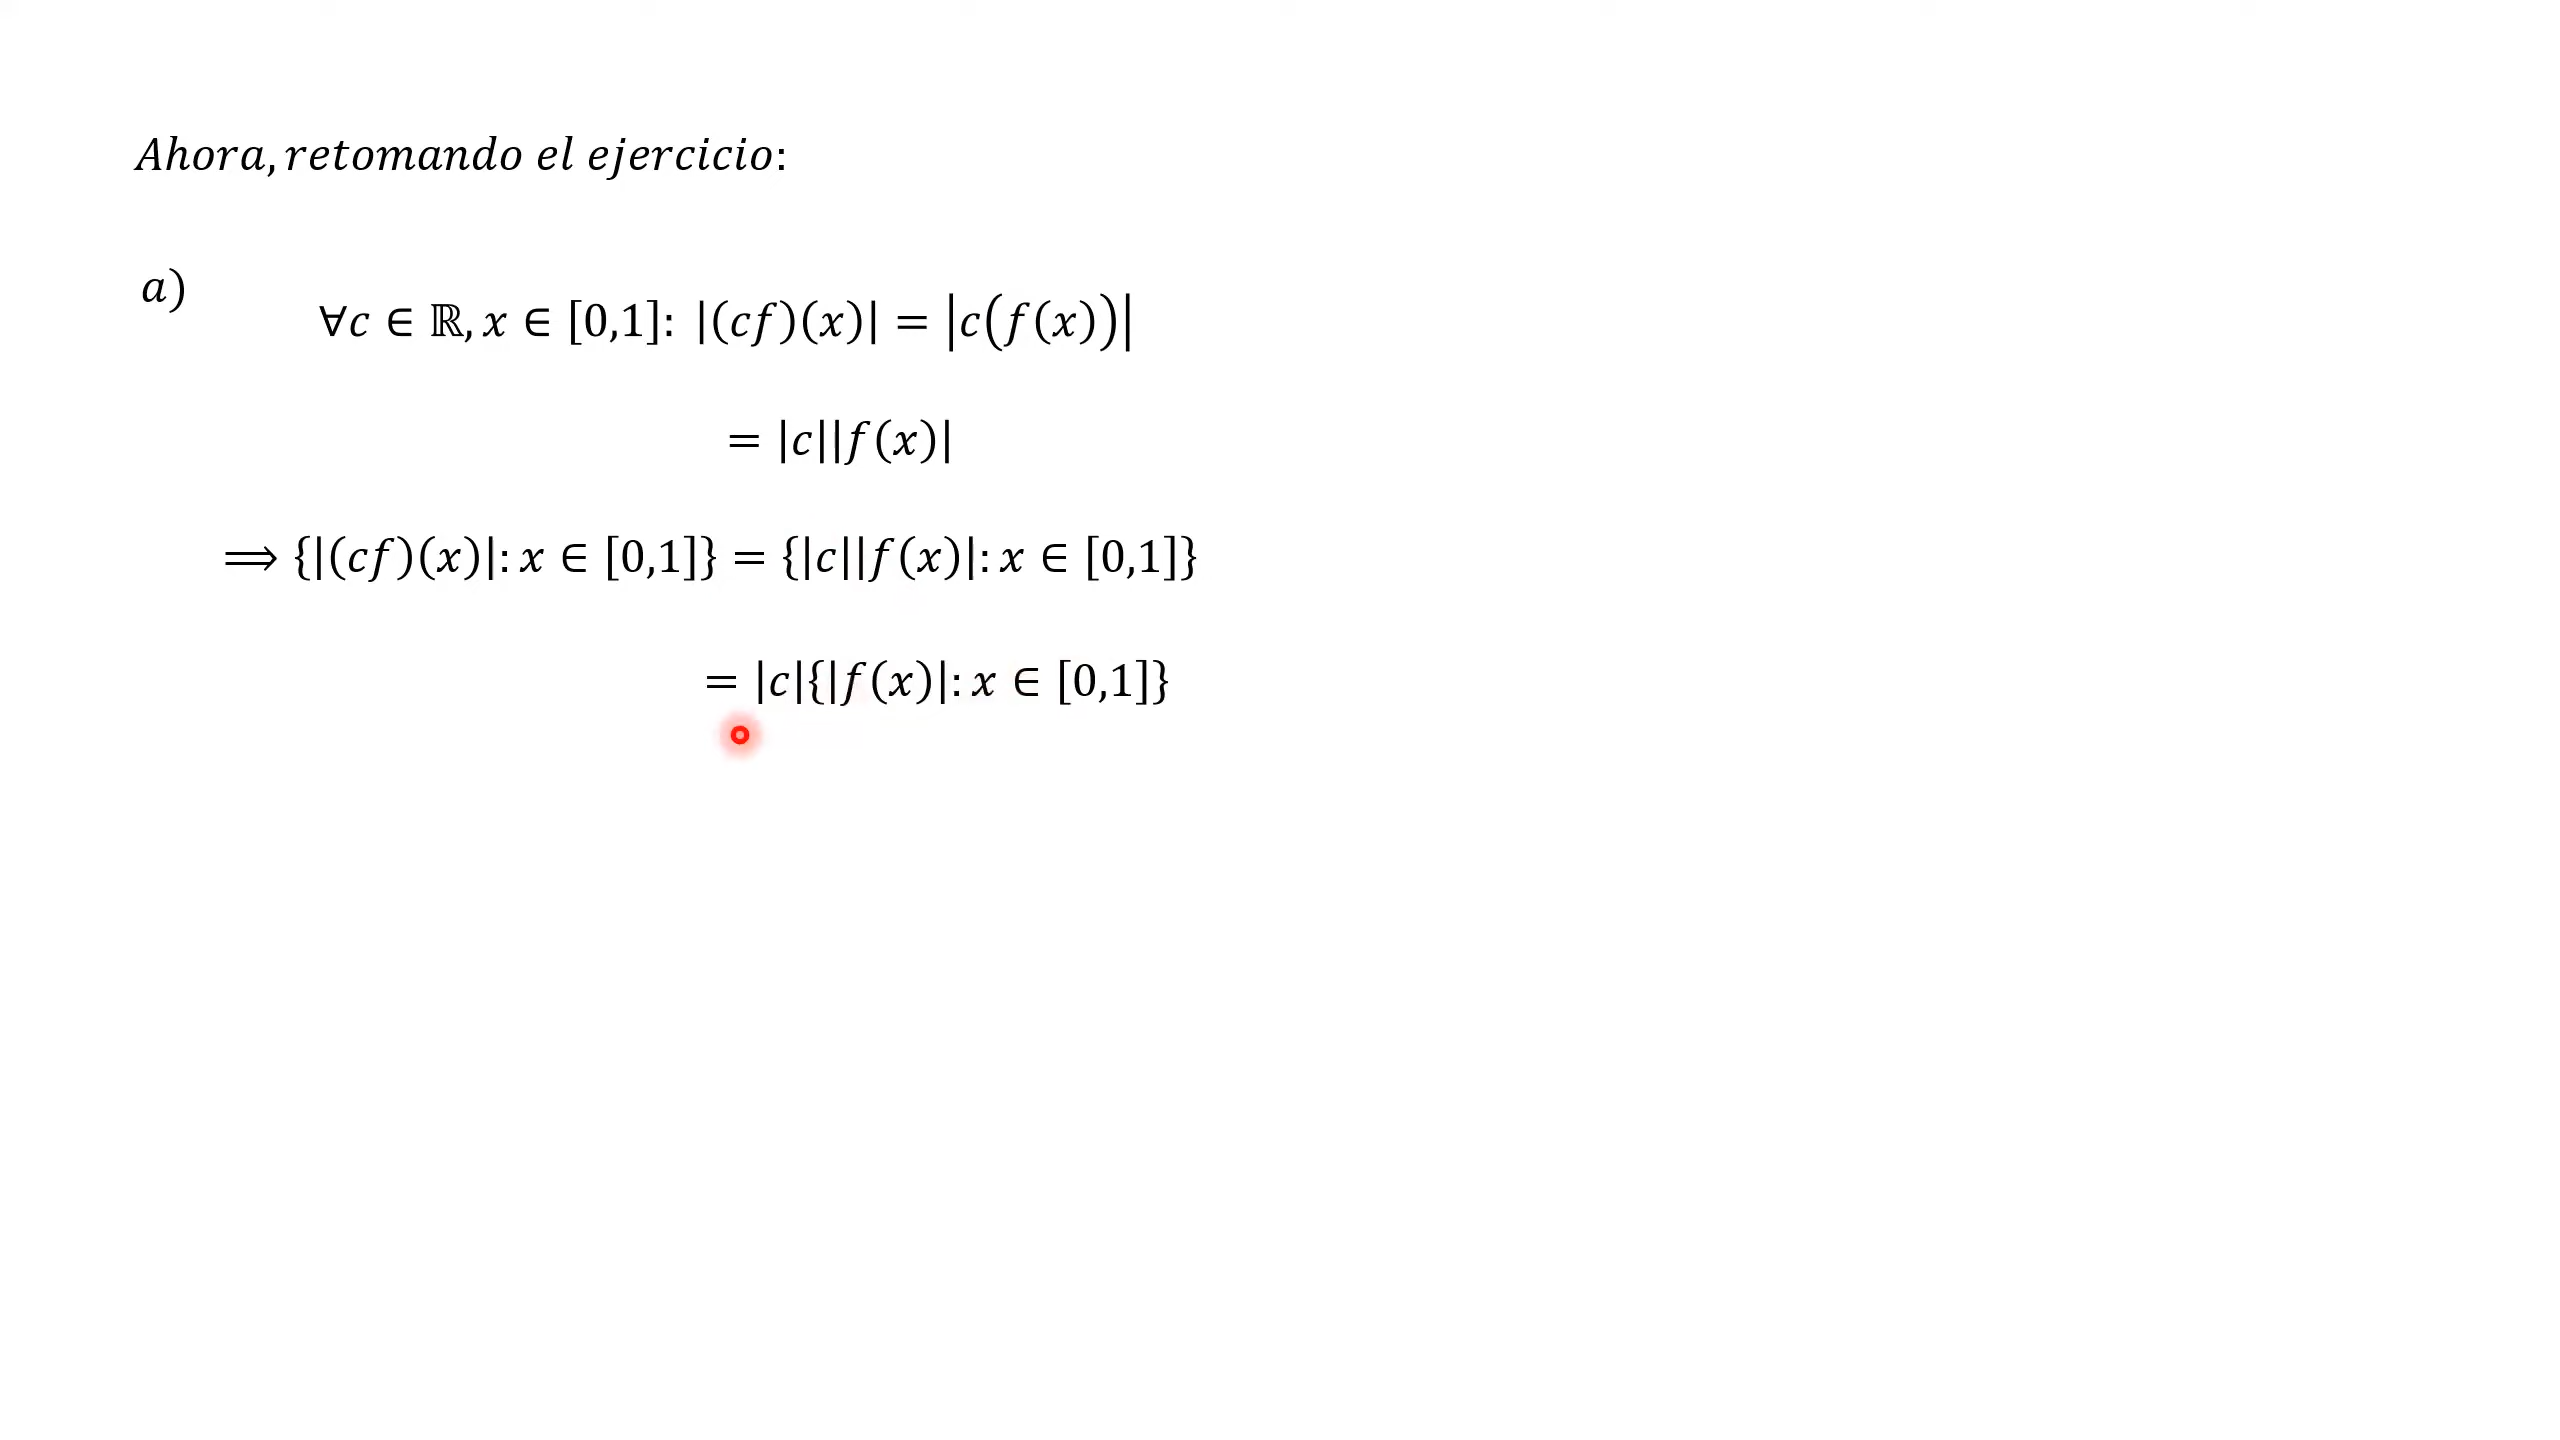 Ahora, retomando el ejercicio:
a)
∀c ∈ ℝ, x ∈ [0,1]: |(cf)(x)| = |c(f(x))|
= |c||f(x)|
⟹ {|(cf)(x)|: x ∈ [0,1]} = {|c||f(x)|: x ∈ [0,1]}
= |c|{|f(x)|: x ∈ [0,1]}